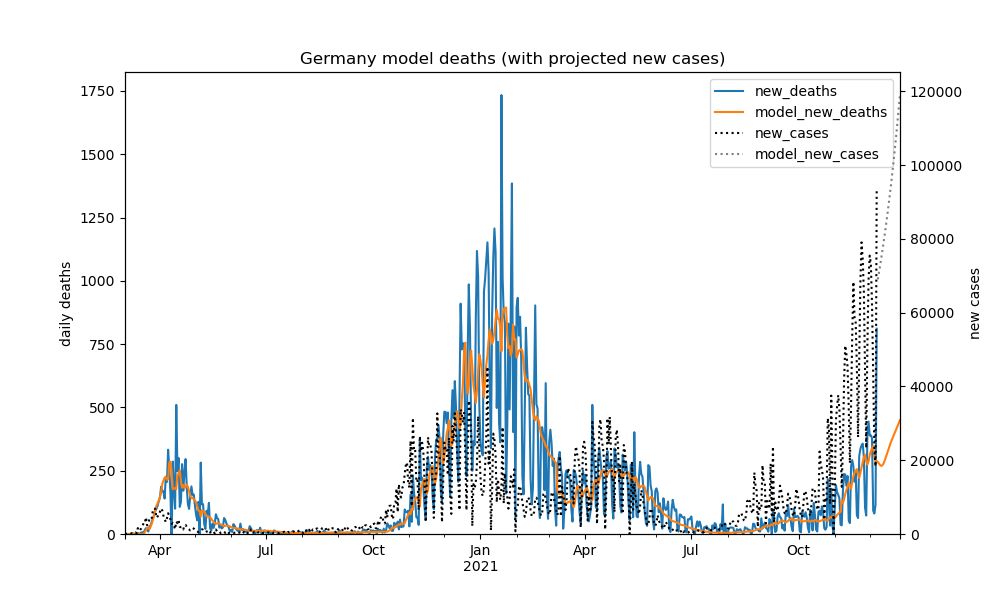 Germany model deaths (with projected new cases)
new_deaths
model_new_deaths
new_cases
model_new_cases
daily deaths
1750
1500
1250
1000
750
500
250
0
new cases
120000
100000
80000
60000
40000
20000
0
Apr
Jul
Oct
Jan
2021
Apr
Jul
Oct